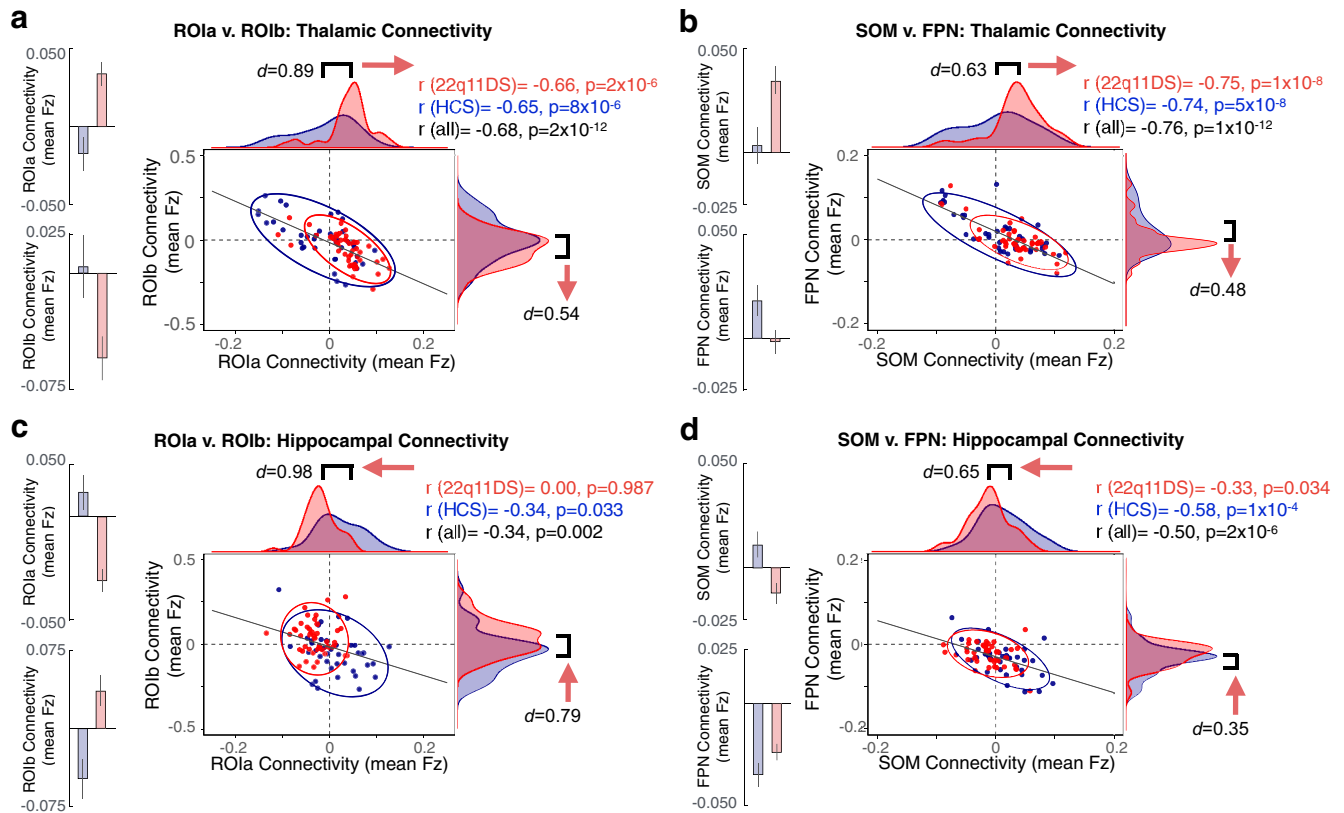 a
ROIa v. ROIb: Thalamic Connectivity
d=0.89
r (22q11DS)= -0.66, p=2x10-6
r (HCS)= -0.65, p=8x10-6
r (all)= -0.68, p=2x10-12
0.050
ROIa Connectivity
(mean Fz)
-0.050
0.025
ROIb Connectivity
(mean Fz)
-0.075
0.5
0
-0.5
ROIb Connectivity
(mean Fz)
-0.2
0
0.2
ROIa Connectivity (mean Fz)
d=0.54
b
SOM v. FPN: Thalamic Connectivity
d=0.63
r (22q11DS)= -0.75, p=1x10-8
r (HCS)= -0.74, p=5x10-8
r (all)= -0.76, p=1x10-12
0.050
SOM Connectivity
(mean Fz)
-0.025
0.050
FPN Connectivity
(mean Fz)
-0.025
0.2
0
-0.2
FPN Connectivity
(mean Fz)
-0.2
0
0.2
SOM Connectivity (mean Fz)
d=0.48
c
ROIa v. ROIb: Hippocampal Connectivity
d=0.98
r (22q11DS)= 0.00, p=0.987
r (HCS)= -0.34, p=0.033
r (all)= -0.34, p=0.002
0.050
ROIa Connectivity
(mean Fz)
-0.050
0.075
ROIb Connectivity
(mean Fz)
-0.075
0.5
0
-0.5
ROIb Connectivity
(mean Fz)
-0.2
0
0.2
ROIa Connectivity (mean Fz)
d=0.79
d
SOM v. FPN: Hippocampal Connectivity
d=0.65
r (22q11DS)= -0.33, p=0.034
r (HCS)= -0.58, p=1x10-4
r (all)= -0.50, p=2x10-6
0.050
SOM Connectivity
(mean Fz)
-0.025
0.025
FPN Connectivity
(mean Fz)
-0.050
0.2
0
-0.2
FPN Connectivity
(mean Fz)
-0.2
0
0.2
SOM Connectivity (mean Fz)
d=0.35